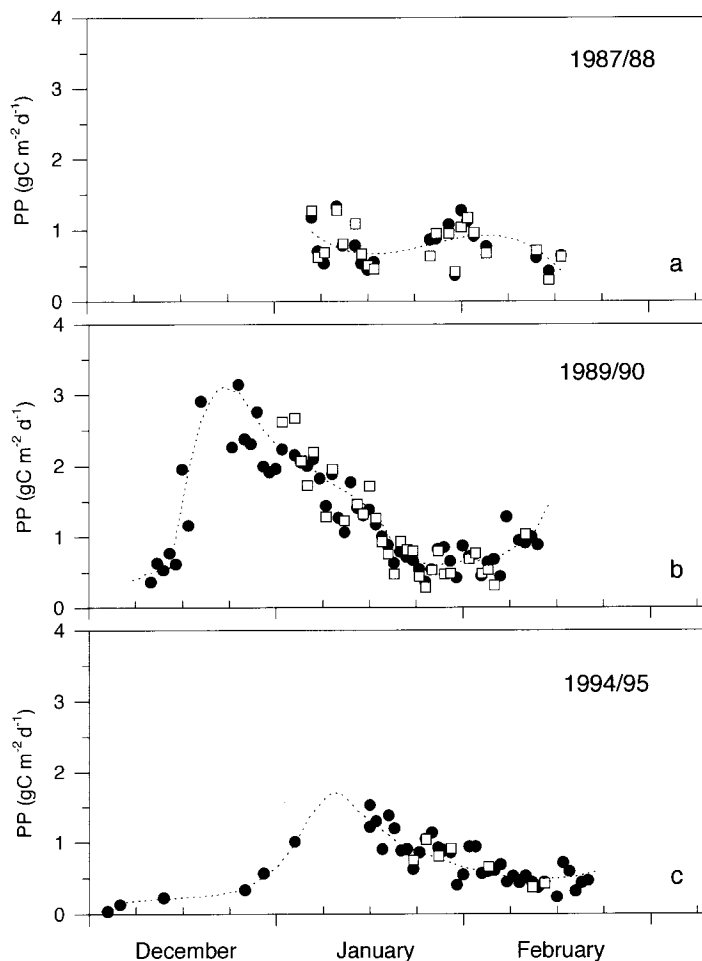 4
3
2
1
0
PP (gC m⁻² d⁻¹)
1987/88
a
4
3
2
1
0
PP (gC m⁻² d⁻¹)
1989/90
b
4
3
2
1
0
PP (gC m⁻² d⁻¹)
1994/95
c
December January February